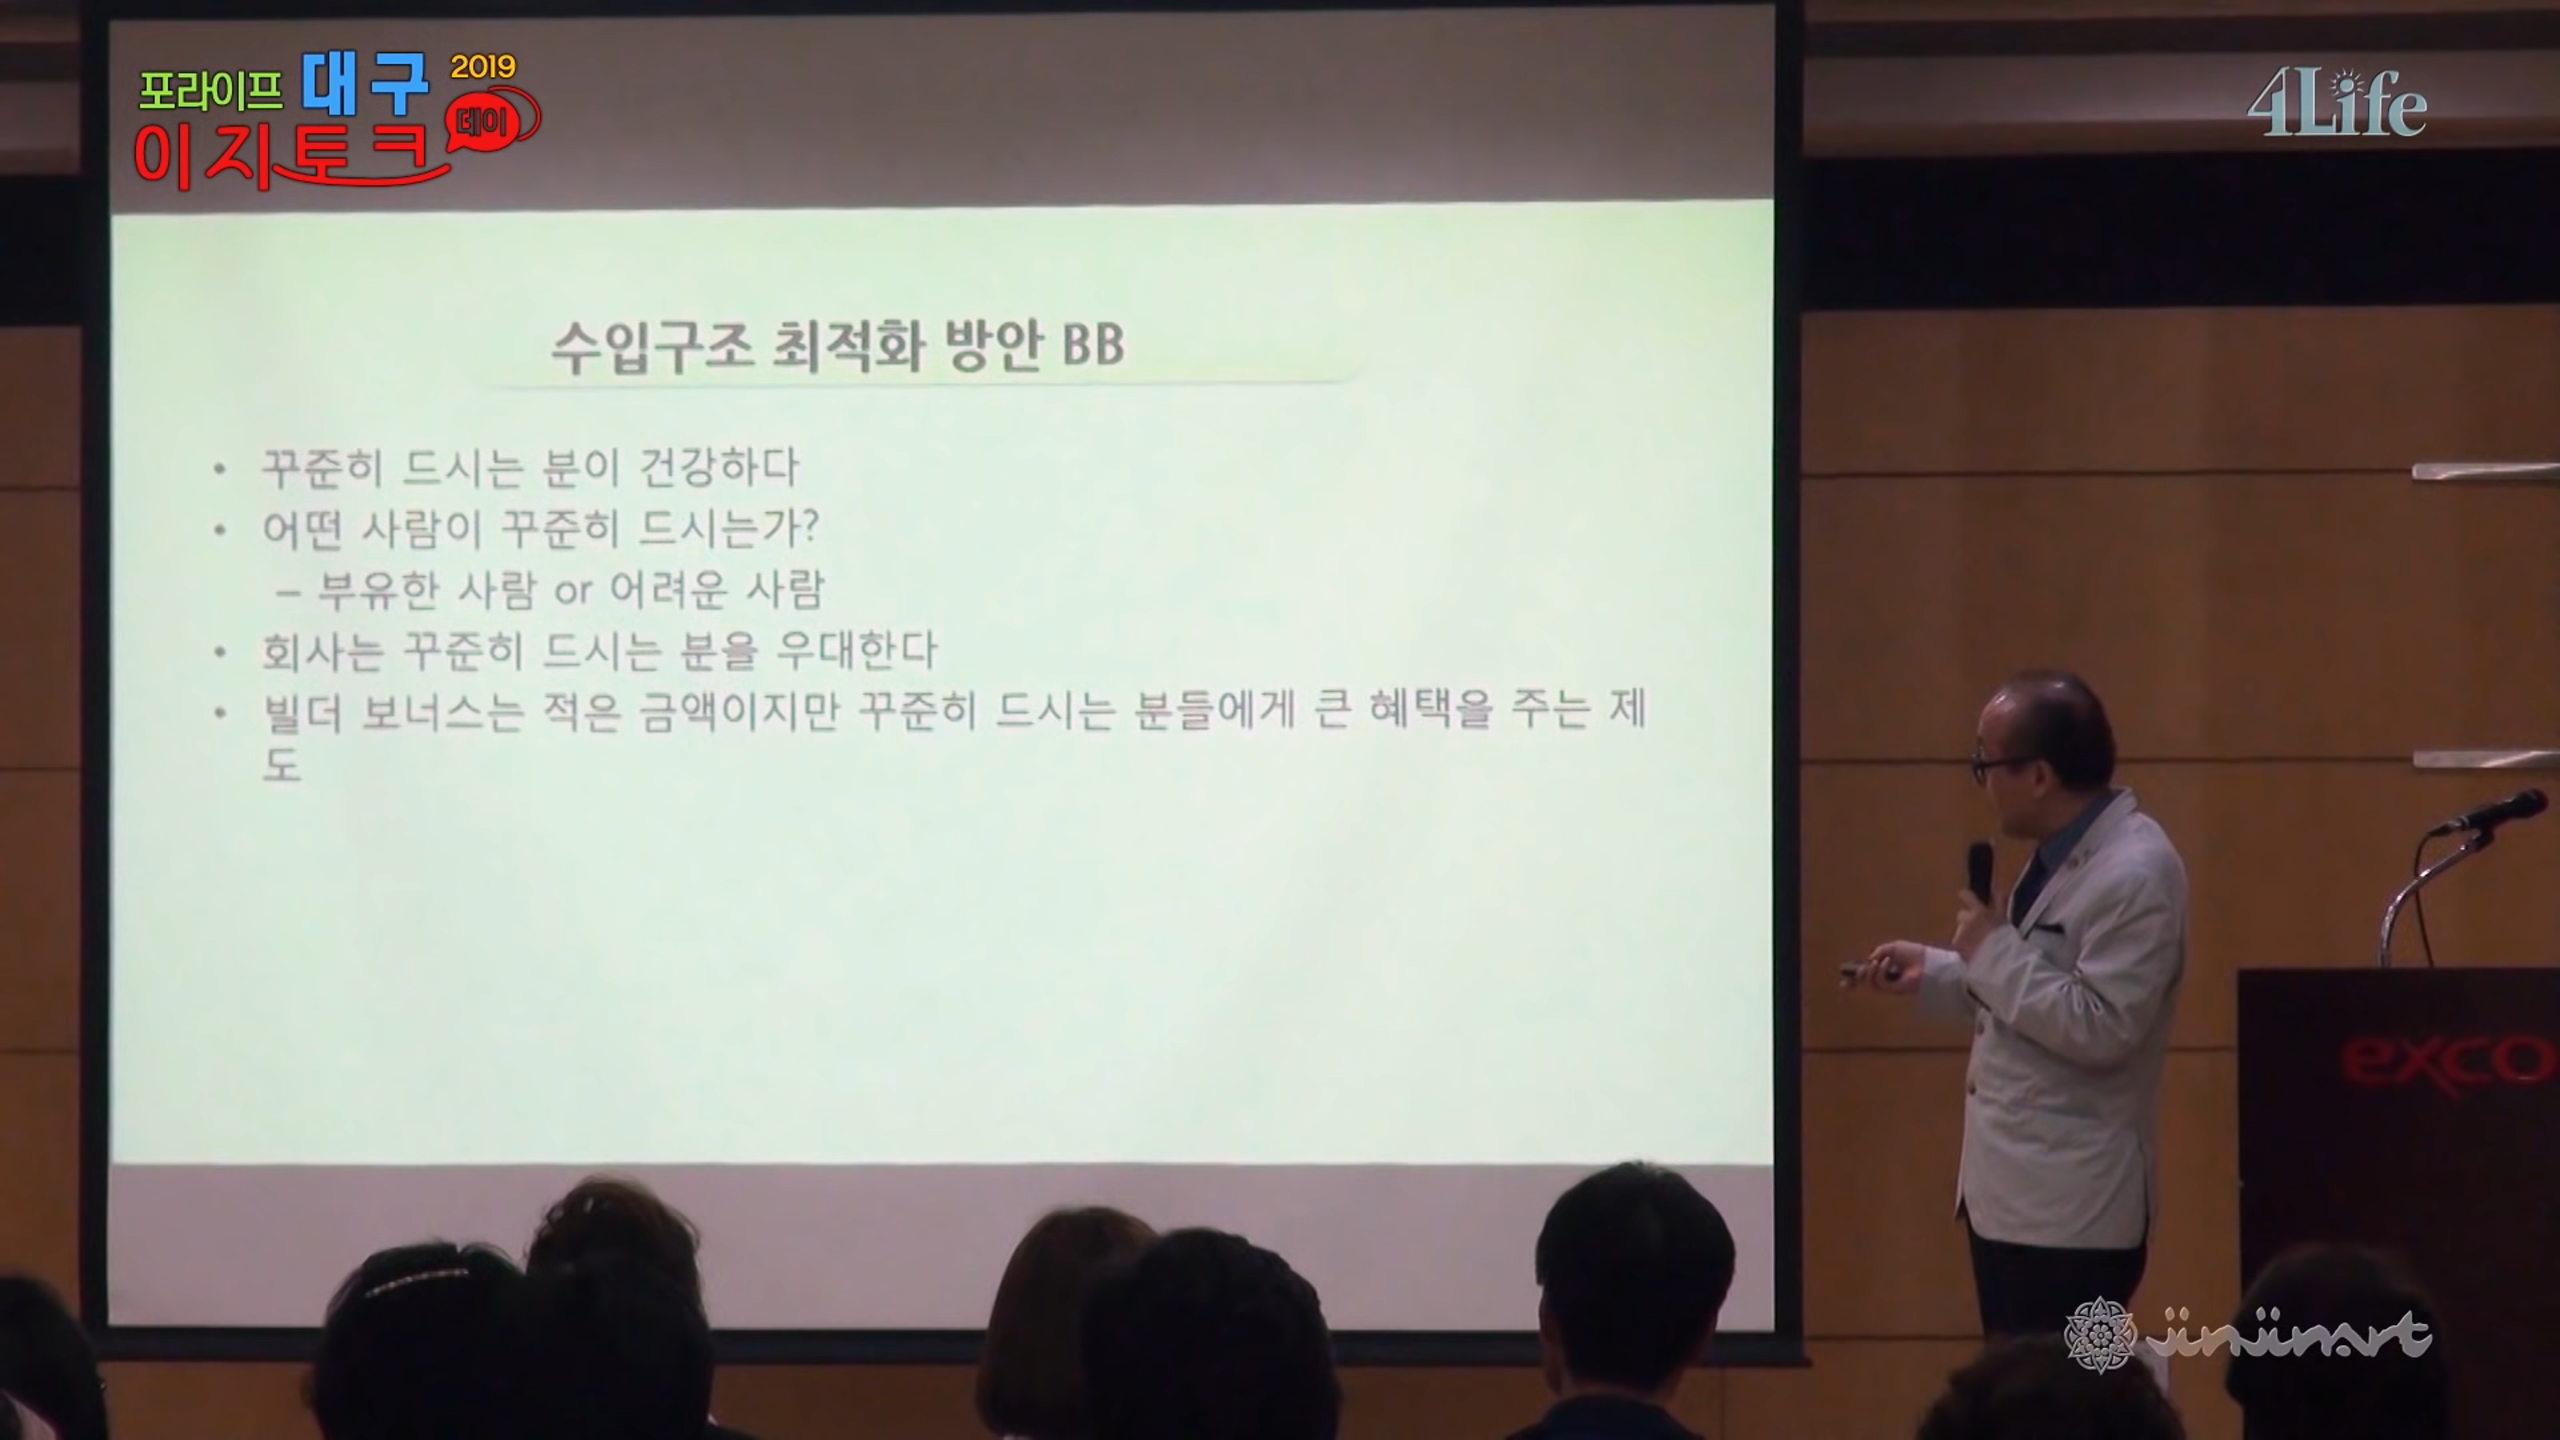 포라이프 대구 2019
이지토크 데이
4Life
수입구조 최적화 방안 BB
• 꾸준히 드시는 분이 건강하다
• 어떤 사람이 꾸준히 드시는가?
– 부유한 사람 or 어려운 사람
• 회사는 꾸준히 드시는 분을 우대한다
• 빌더 보너스는 적은 금액이지만 꾸준히 드시는 분들에게 큰 혜택을 주는 제
도
exco
jinjinart